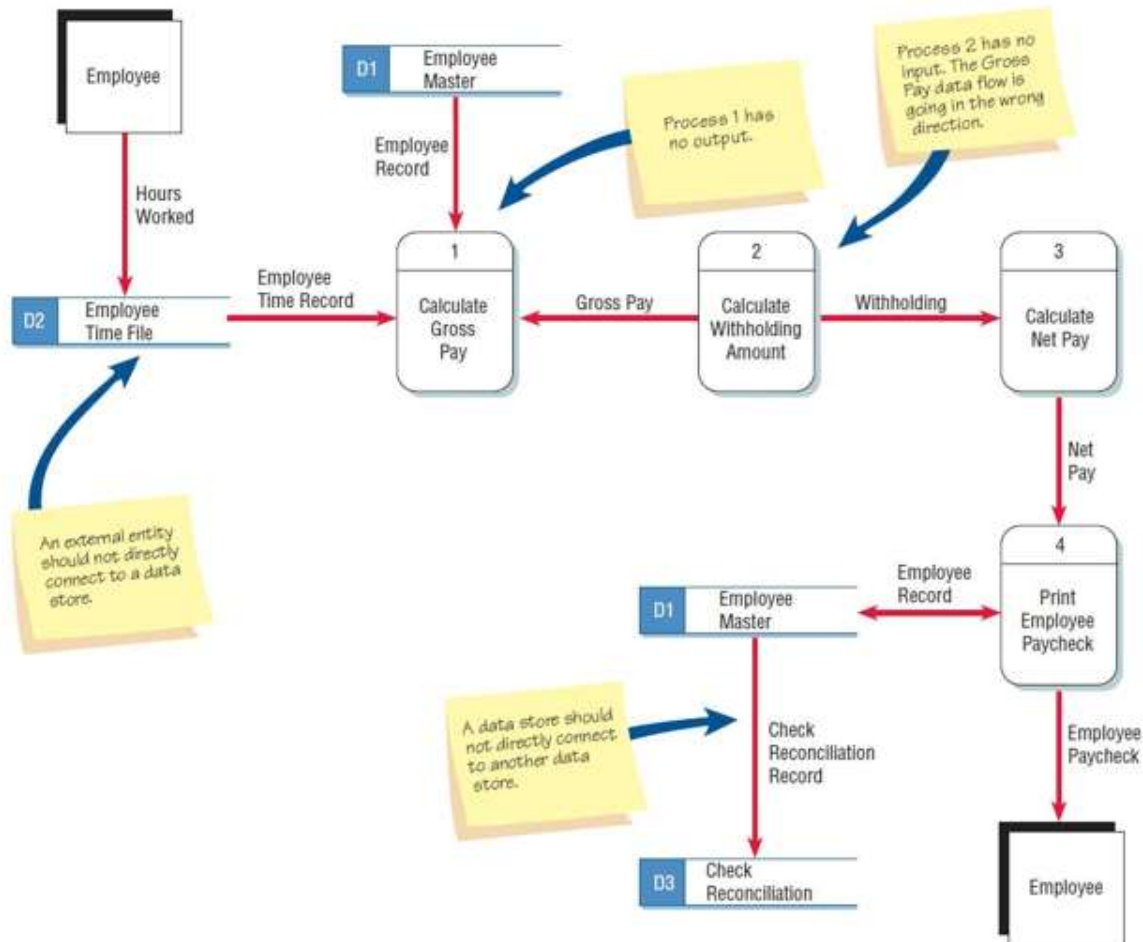 Employee
D1
Employee
Master
Process 1 has
no output.
Process 2 has no
input. The Gross
Pay data flow is
going in the wrong
direction.
Employee
Record
Hours
Worked
D2
Employee
Time File
Employee
Time Record
1
Calculate
Gross
Pay
Gross Pay
2
Calculate
Withholding
Amount
Withholding
3
Calculate
Net Pay
Net
Pay
An external entity
should not directly
connect to a data
store.
D1
Employee
Master
Employee
Record
4
Print
Employee
Paycheck
A data store should
not directly connect
to another data
store.
Check
Reconciliation
Record
Employee
Paycheck
D3
Check
Reconciliation
Employee